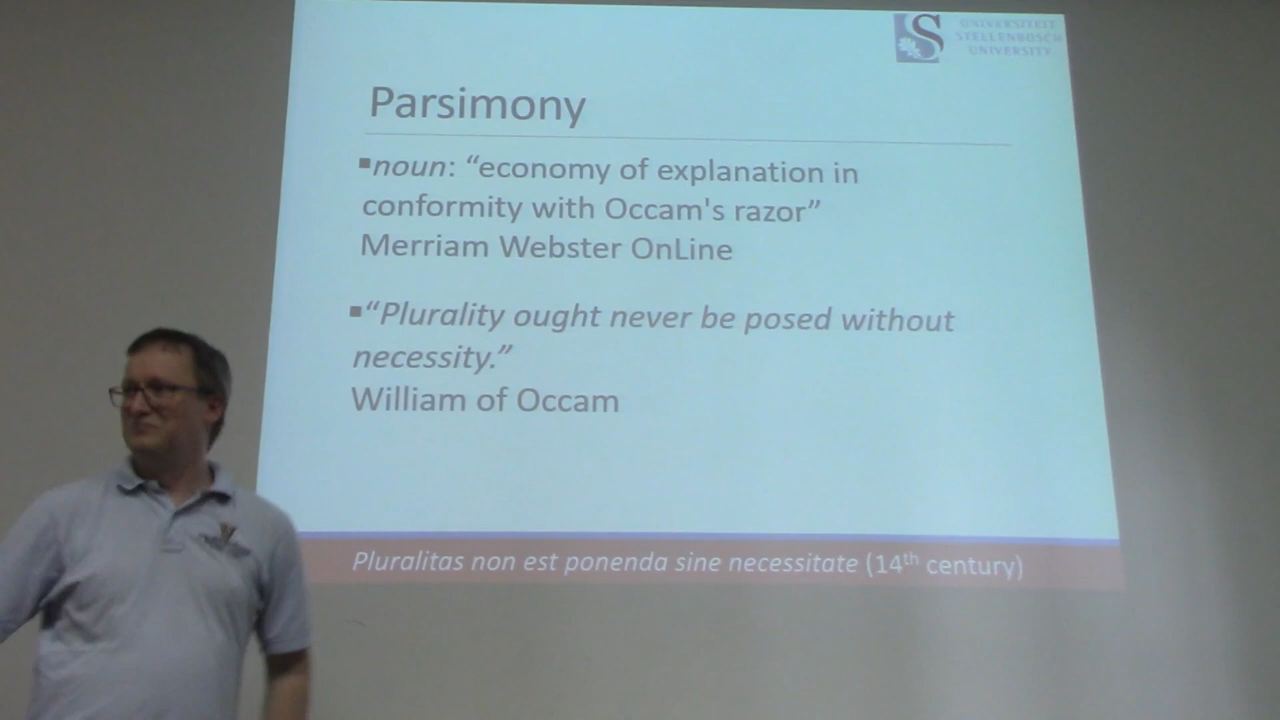 UNIVERSITEIT
STELLENBOSCH
UNIVERSITY
Parsimony
▪noun: “economy of explanation in
conformity with Occam's razor”
Merriam Webster OnLine
▪“Plurality ought never be posed without
necessity.”
William of Occam
Pluralitas non est ponenda sine necessitate (14th century)